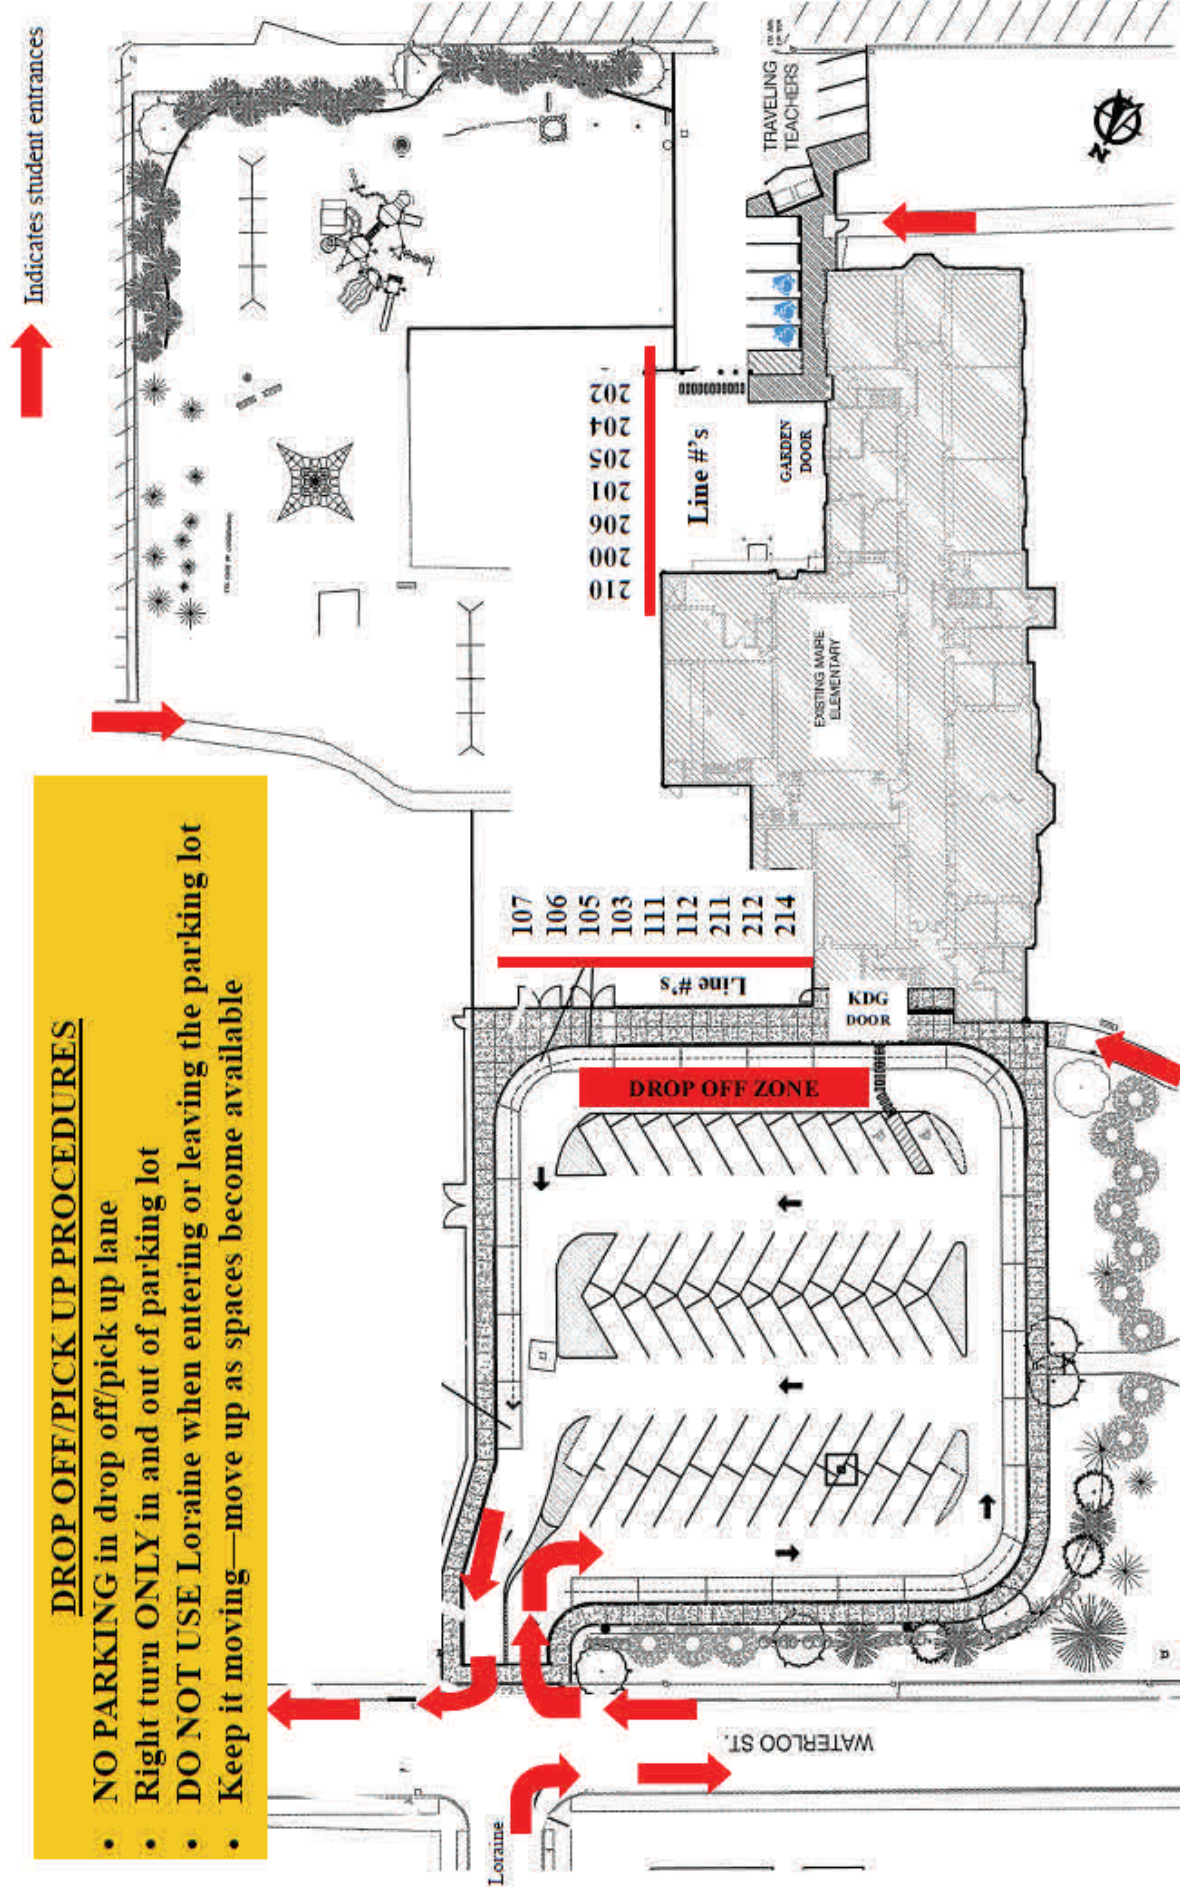 Indicates student entrances
DROP OFF/PICK UP PROCEDURES
• NO PARKING in drop off/pick up lane
• Right turn ONLY in and out of parking lot
• DO NOT USE Loraine when entering or leaving the parking lot
• Keep it moving—move up as spaces become available
TRAVELING
TEACHERS
N
202
204
205
201
206
200
210
Line #'s
GARDEN
DOOR
EXISTING MAIRE
ELEMENTARY
107
106
105
103
111
112
211
212
214
Line #'s
KDG
DOOR
DROP OFF ZONE
WATERLOO ST.
Loraine